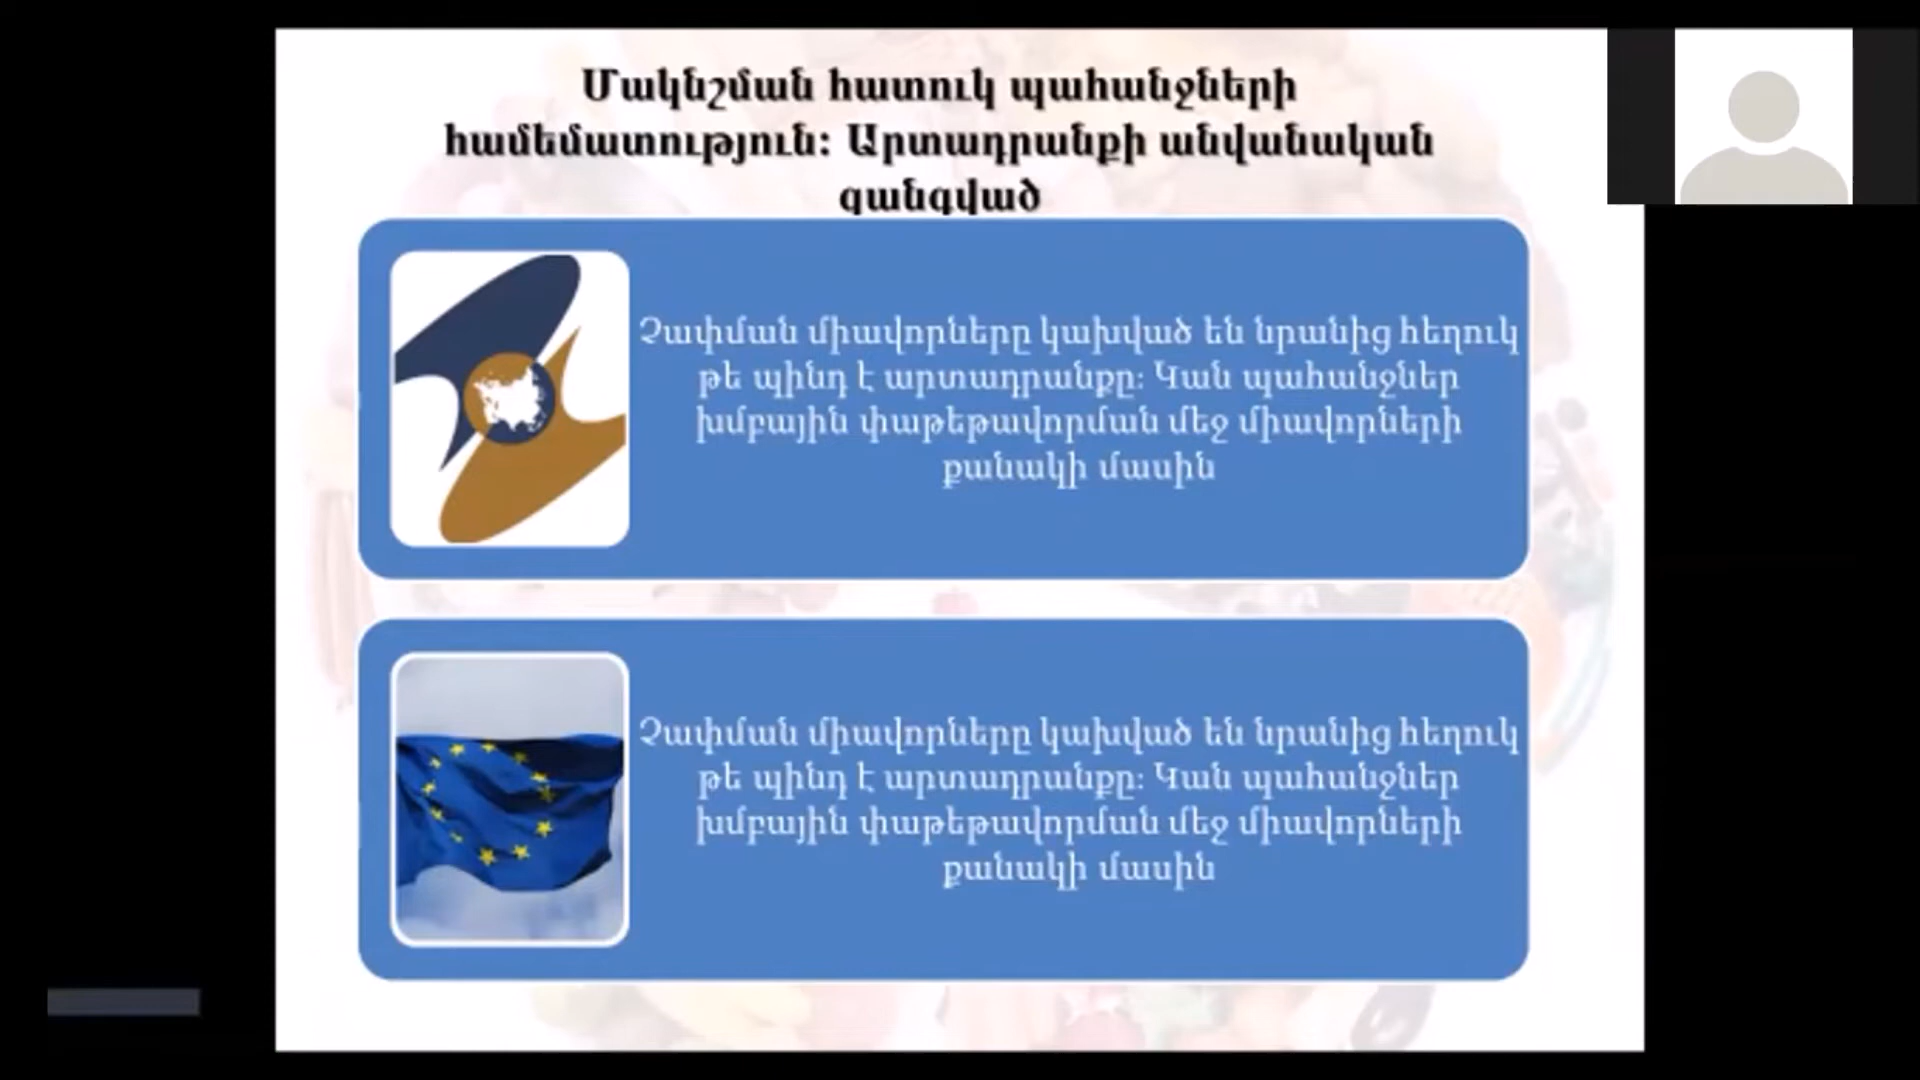 Մակնշման հատուկ պահանջների
համեմատություն: Արտադրանքի անվանական
զանգված
Չափման միավորները կախված են նրանից հեղուկ
թե պինդ է արտադրանքը: Կան պահանջներ
խմբային փաթեթավորման մեջ միավորների
քանակի մասին
Չափման միավորները կախված են նրանից հեղուկ
թե պինդ է արտադրանքը: Կան պահանջներ
խմբային փաթեթավորման մեջ միավորների
քանակի մասին